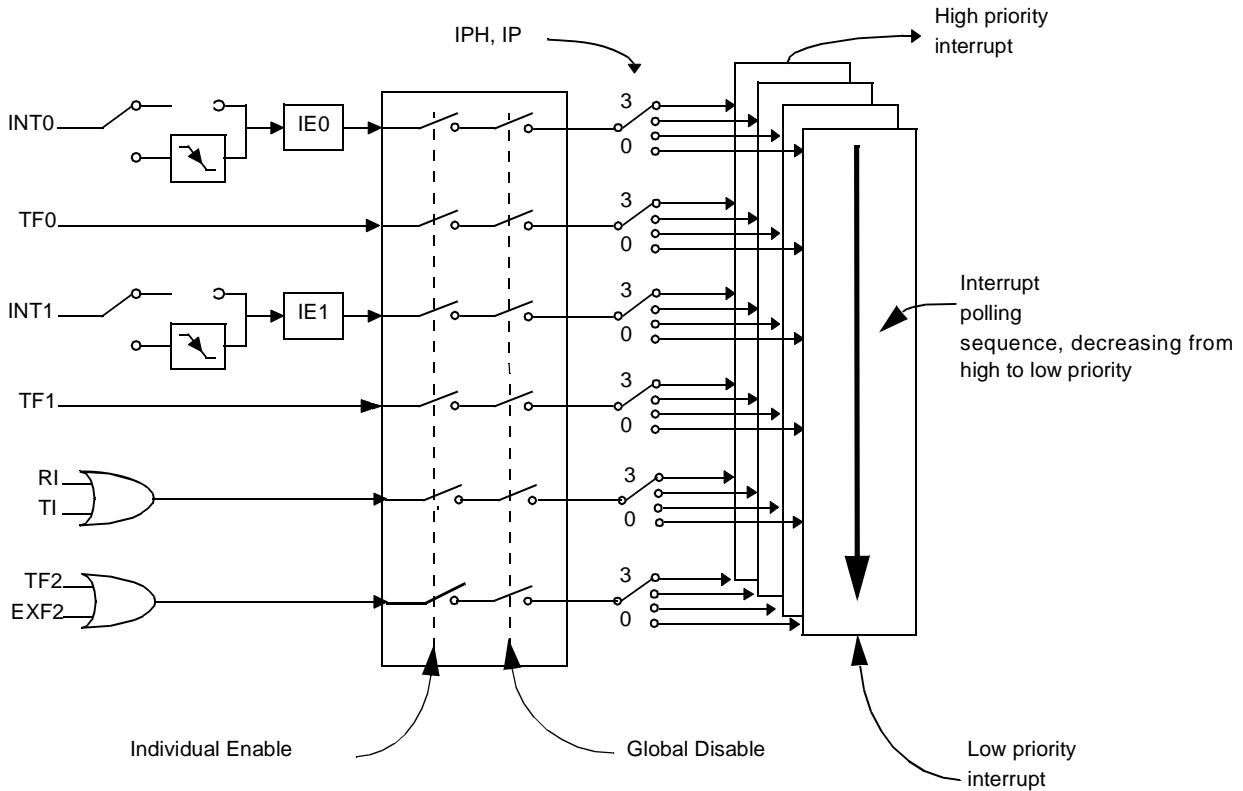 High priority
interrupt
IPH, IP
3
INT0
IE0
0
3
TF0
0
3
INT1
IE1
0
Interrupt
polling
sequence, decreasing from
high to low priority
3
TF1
0
3
RI
TI
0
3
TF2
EXF2
0
Individual Enable
Global Disable
Low priority
interrupt